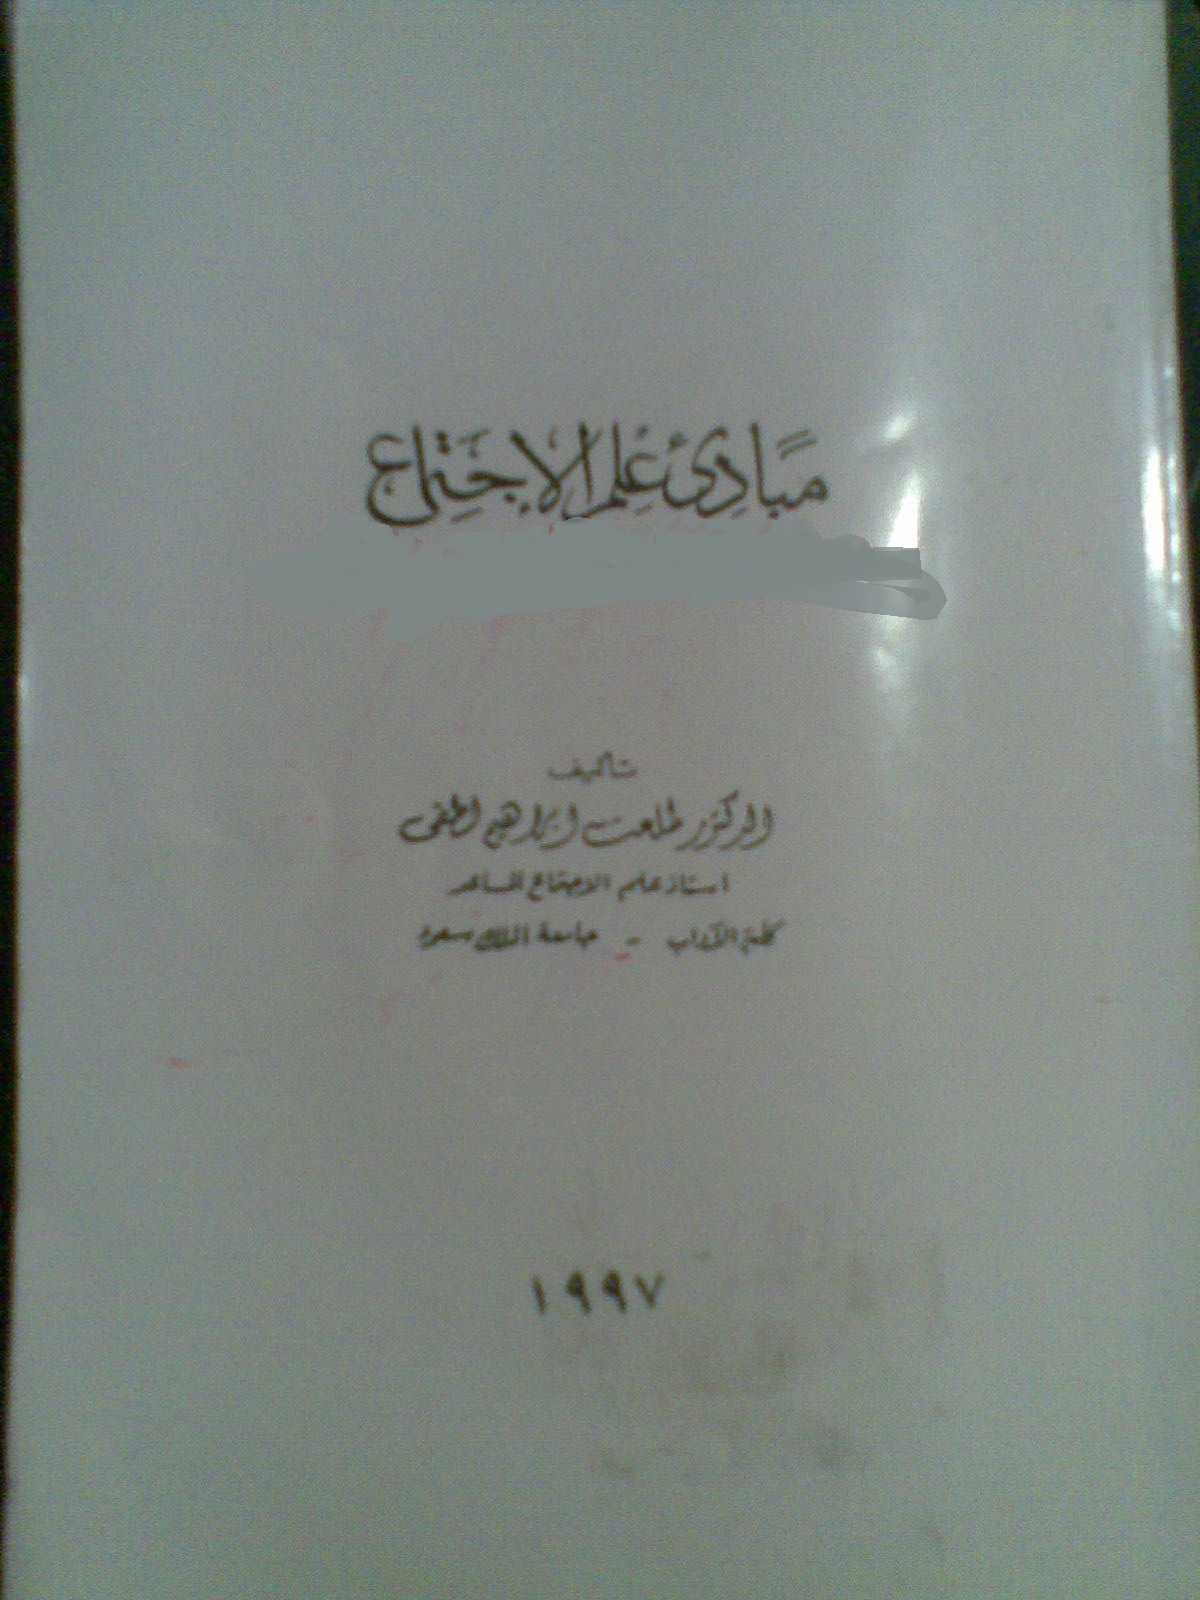 مبادئ علم الاجتماع
تأليف
الدكتور طلعت ابراهيم لطفى
استاذ علم الاجتماع المساعد
كلية الآداب - جامعة الملك سعود
١٩٩٧